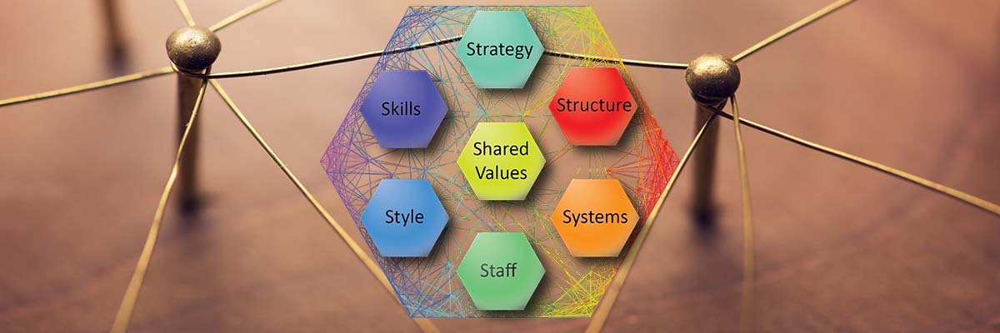 Strategy
Skills
Structure
Shared
Values
Style
Systems
Staff